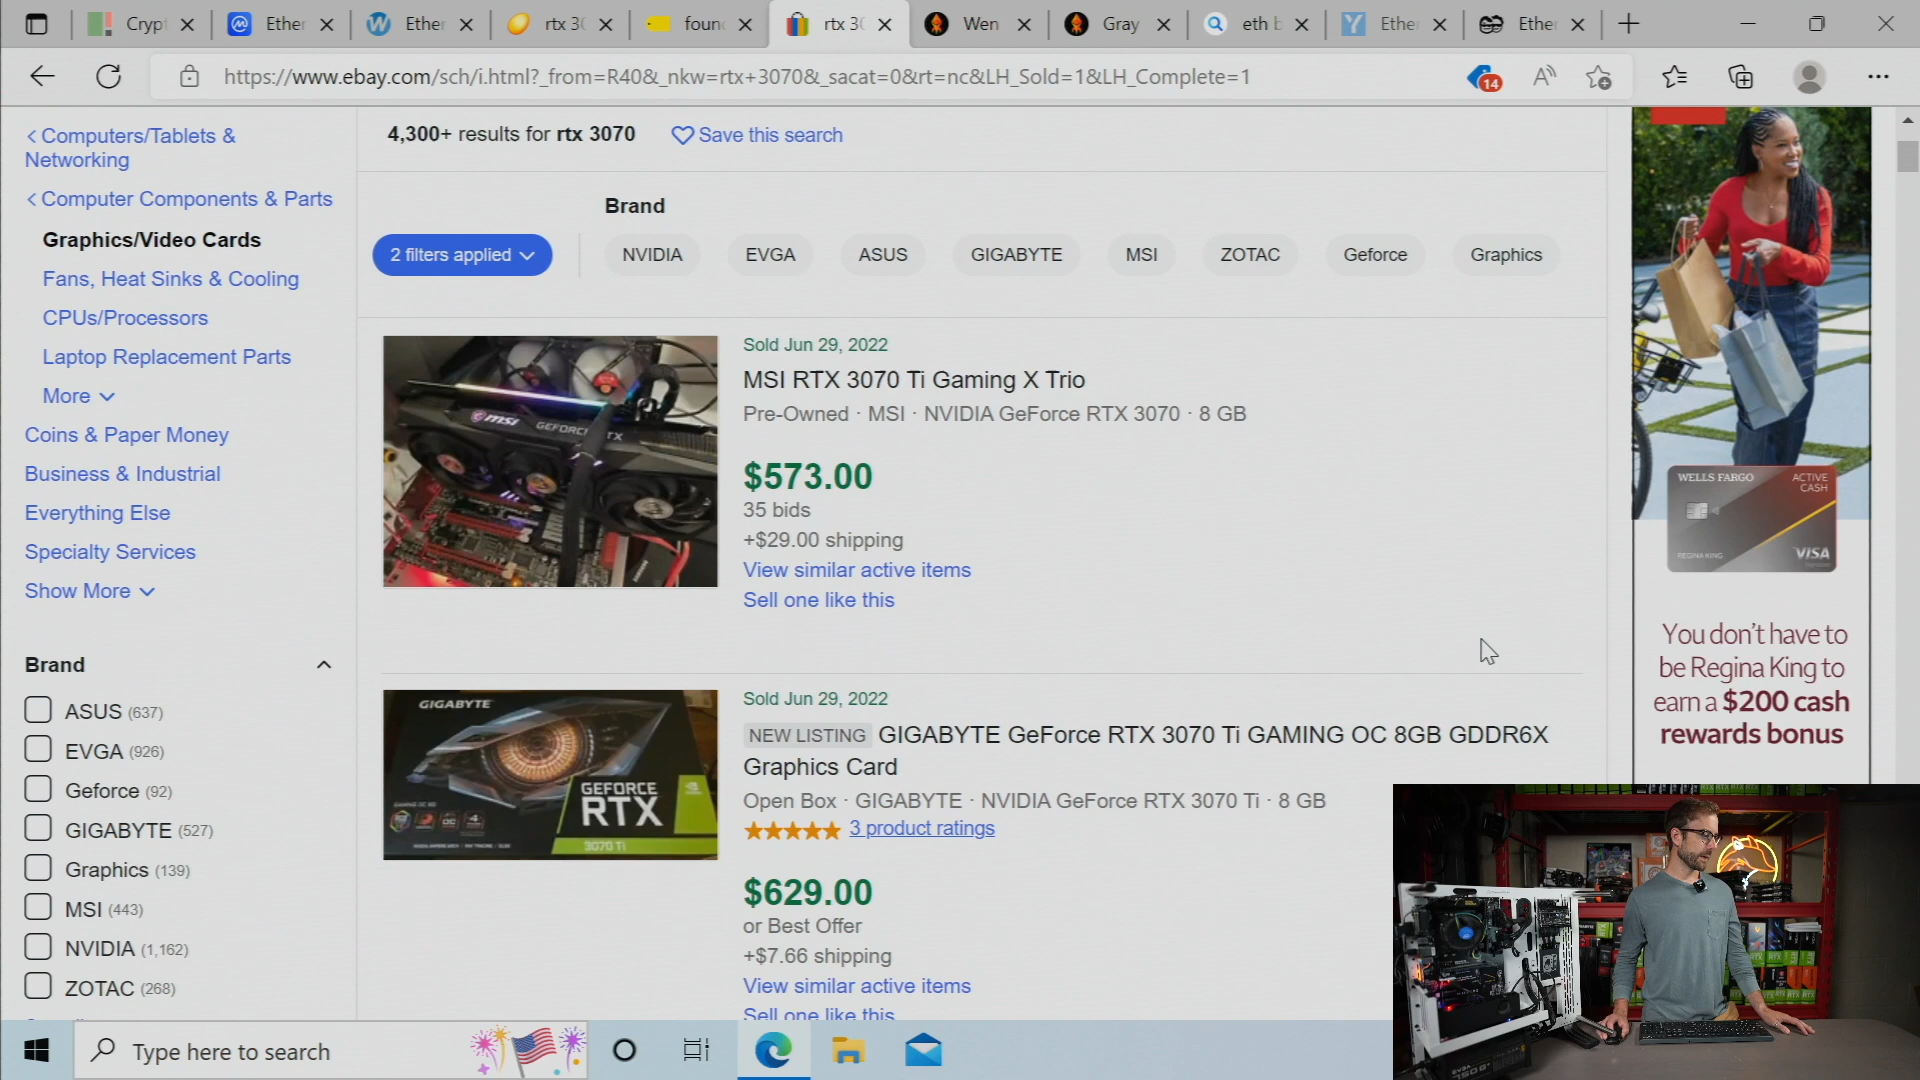 Cryp
Ether
Ether
rtx 30
foun
rtx 30
Wen
Gray
eth b
Ether
Ether
https://www.ebay.com/sch/i.html?_from=R40&_nkw=rtx+3070&_sacat=0&rt=nc&LH_Sold=1&LH_Complete=1
14
4,300+ results for rtx 3070
Save this search
Computers/Tablets &
Networking
Computer Components & Parts
Graphics/Video Cards
Fans, Heat Sinks & Cooling
CPUs/Processors
Laptop Replacement Parts
More
Coins & Paper Money
Business & Industrial
Everything Else
Specialty Services
Show More
Brand
ASUS (637)
EVGA (926)
Geforce (92)
GIGABYTE (527)
Graphics (139)
MSI (443)
NVIDIA (1,162)
ZOTAC (268)
Brand
2 filters applied
NVIDIA
EVGA
ASUS
GIGABYTE
MSI
ZOTAC
Geforce
Graphics
msi GEFORCE RTX
Sold Jun 29, 2022
MSI RTX 3070 Ti Gaming X Trio
Pre-Owned · MSI · NVIDIA GeForce RTX 3070 · 8 GB
$573.00
35 bids
+$29.00 shipping
View similar active items
Sell one like this
GIGABYTE
GEFORCE
RTX
3070 Ti
Sold Jun 29, 2022
NEW LISTING GIGABYTE GeForce RTX 3070 Ti GAMING OC 8GB GDDR6X
Graphics Card
Open Box · GIGABYTE · NVIDIA GeForce RTX 3070 Ti · 8 GB
3 product ratings
$629.00
or Best Offer
+$7.66 shipping
View similar active items
Sell one like this
WELLS FARGO
ACTIVE
CASH
REGINA KING
VISA
You don't have to
be Regina King to
earn a $200 cash
rewards bonus
Type here to search